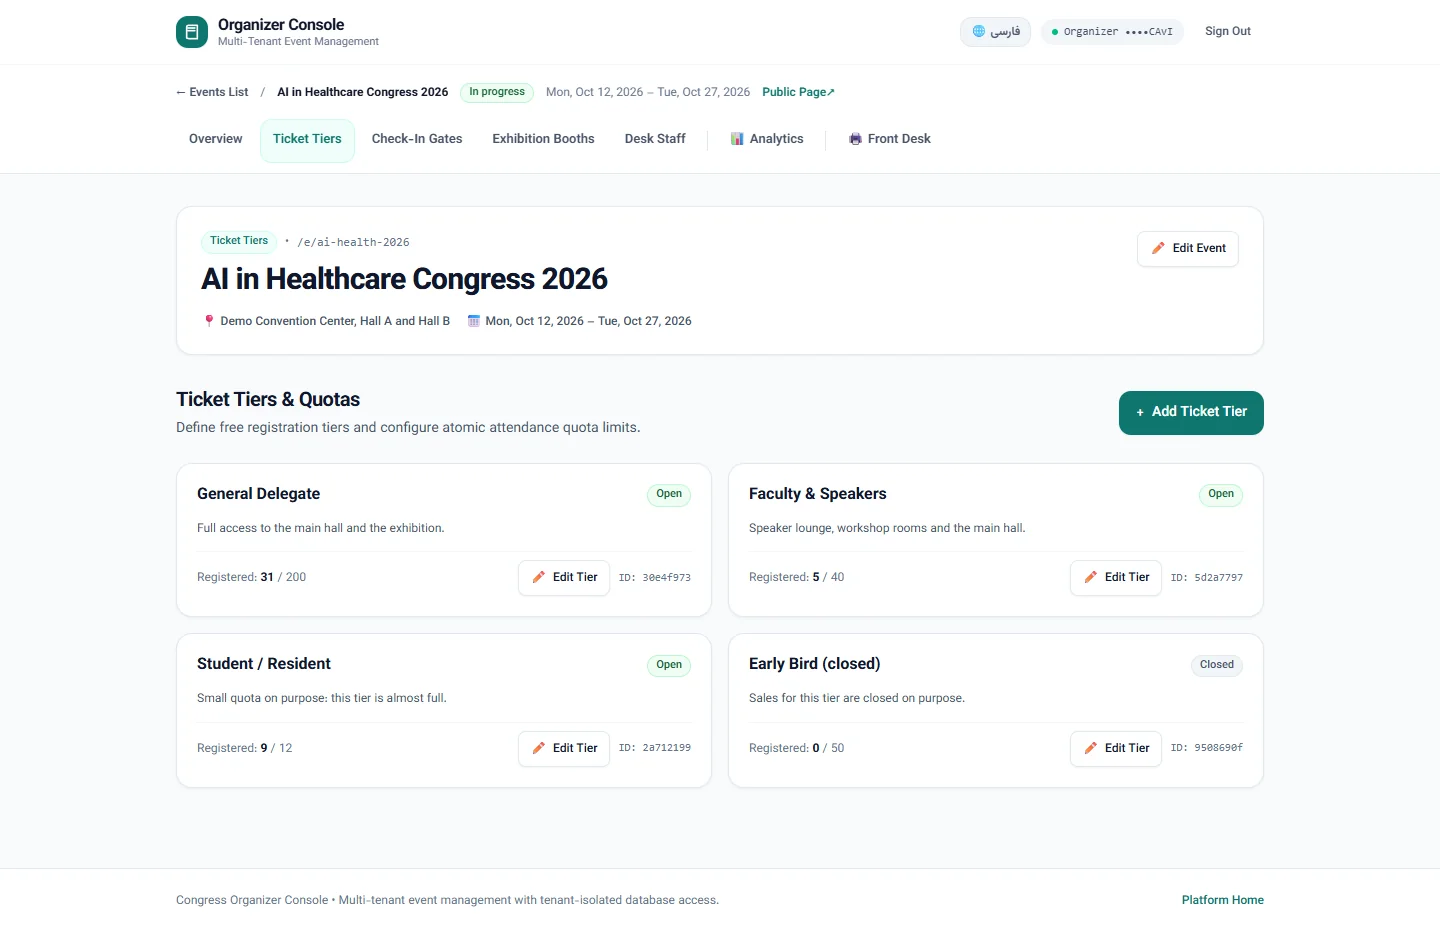 Organizer Console
Multi-Tenant Event Management
فارسی
Organizer ••••CAvI
Sign Out
← Events List / AI in Healthcare Congress 2026 In progress Mon, Oct 12, 2026 – Tue, Oct 27, 2026 Public Page↗
Overview Ticket Tiers Check-In Gates Exhibition Booths Desk Staff Analytics Front Desk
Ticket Tiers • /e/ai-health-2026
Edit Event
AI in Healthcare Congress 2026
Demo Convention Center, Hall A and Hall B Mon, Oct 12, 2026 – Tue, Oct 27, 2026
Ticket Tiers & Quotas
Define free registration tiers and configure atomic attendance quota limits.
+ Add Ticket Tier
General Delegate Open
Full access to the main hall and the exhibition.
Registered: 31 / 200 Edit Tier ID: 30e4f973
Faculty & Speakers Open
Speaker lounge, workshop rooms and the main hall.
Registered: 5 / 40 Edit Tier ID: 5d2a7797
Student / Resident Open
Small quota on purpose: this tier is almost full.
Registered: 9 / 12 Edit Tier ID: 2a712199
Early Bird (closed) Closed
Sales for this tier are closed on purpose.
Registered: 0 / 50 Edit Tier ID: 9508690f
Congress Organizer Console • Multi-tenant event management with tenant-isolated database access.
Platform Home